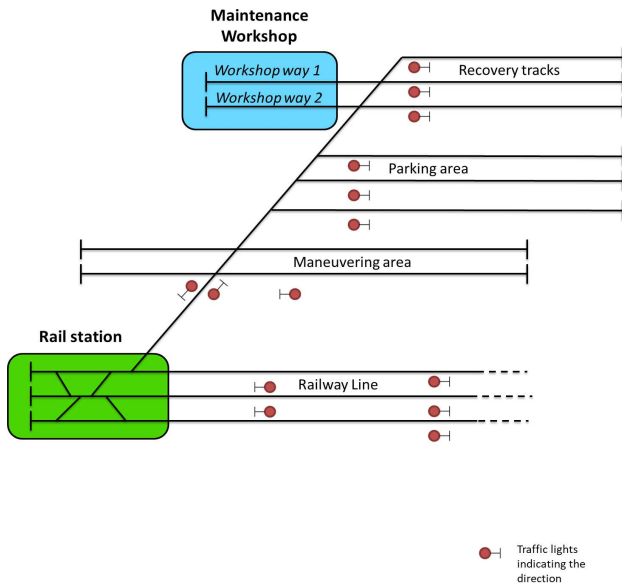 Maintenance
Workshop
Workshop way 1
Recovery tracks
Workshop way 2
Parking area
Maneuvering area
Rail station
Railway Line
Traffic lights
indicating the
direction